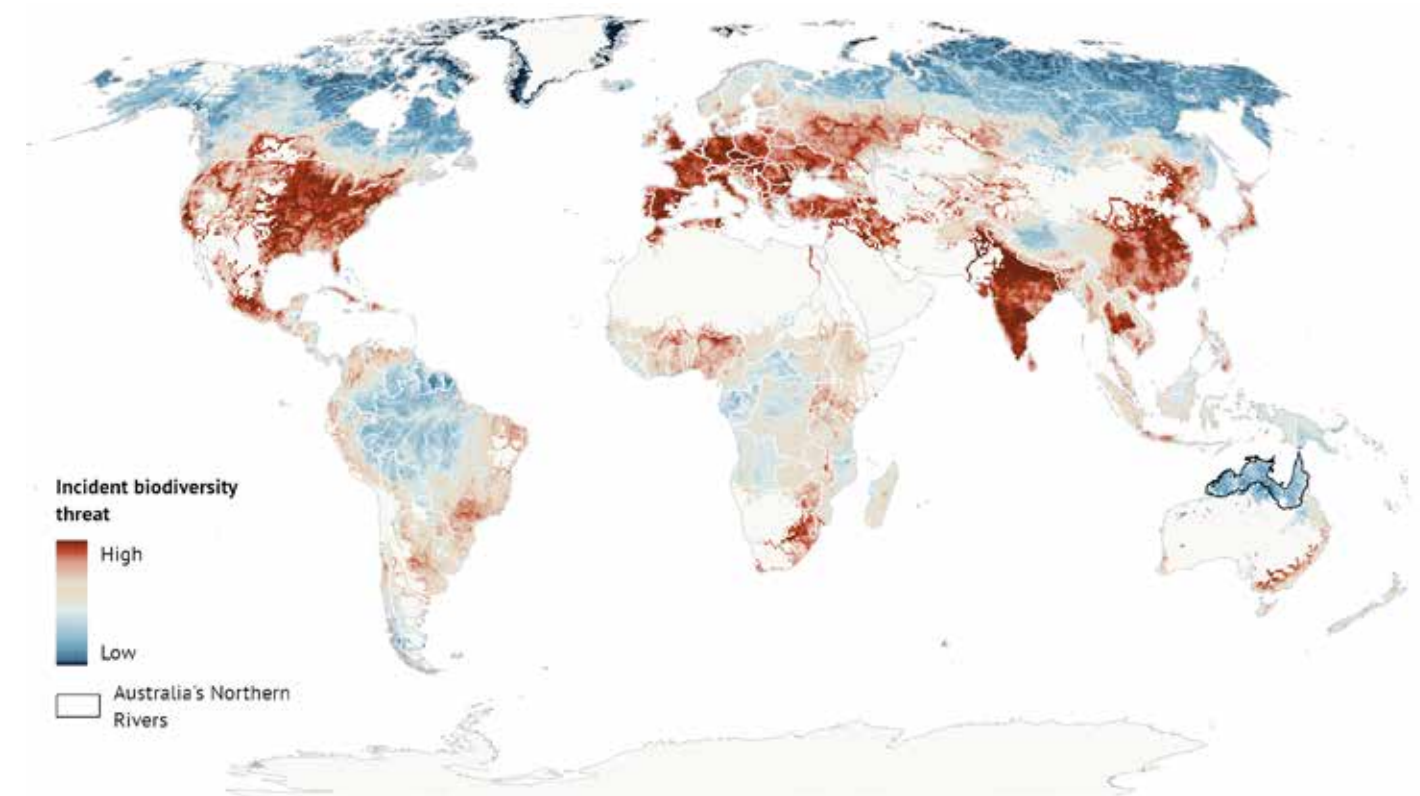 Incident biodiversity
threat
High
Low
Australia's Northern
Rivers